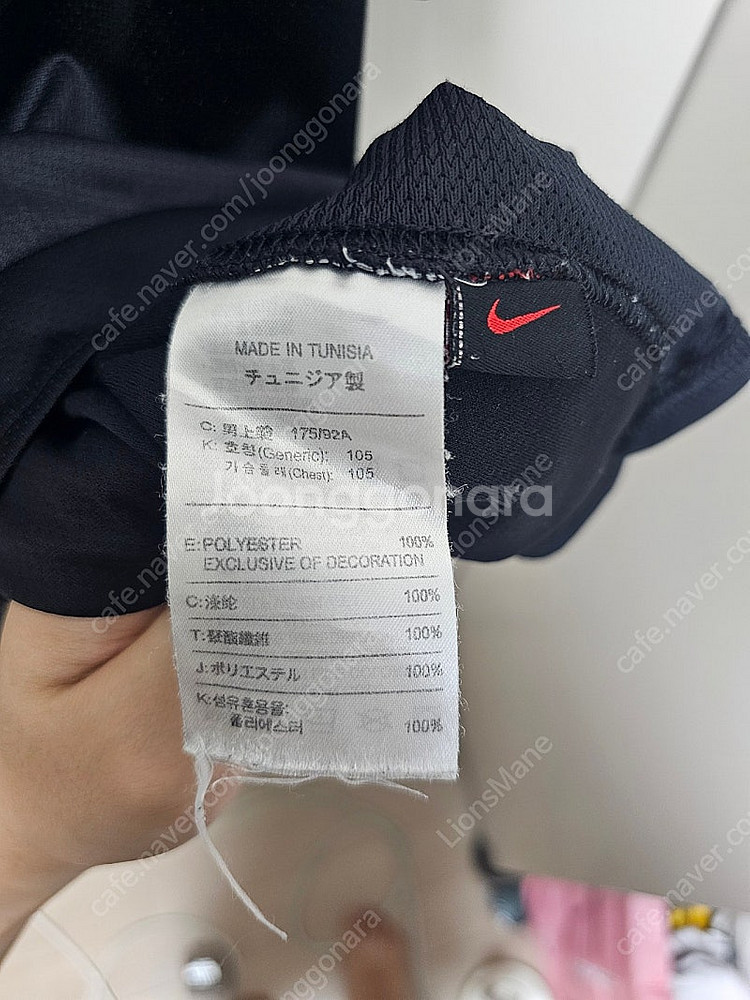 MADE IN TUNISIA
チュニジア製
C: 男上装 175/92A
K: 호칭(Generic): 105
가슴둘레(Chest): 105
joonggonara
E:POLYESTER 100%
EXCLUSIVE OF DECORATION
C:涤纶 100%
T:聚酯纖維 100%
J:ポリエステル 100%
K:섬유혼용율:
폴리에스터 100%
cafe.naver.com/joonggonara
LionsMane